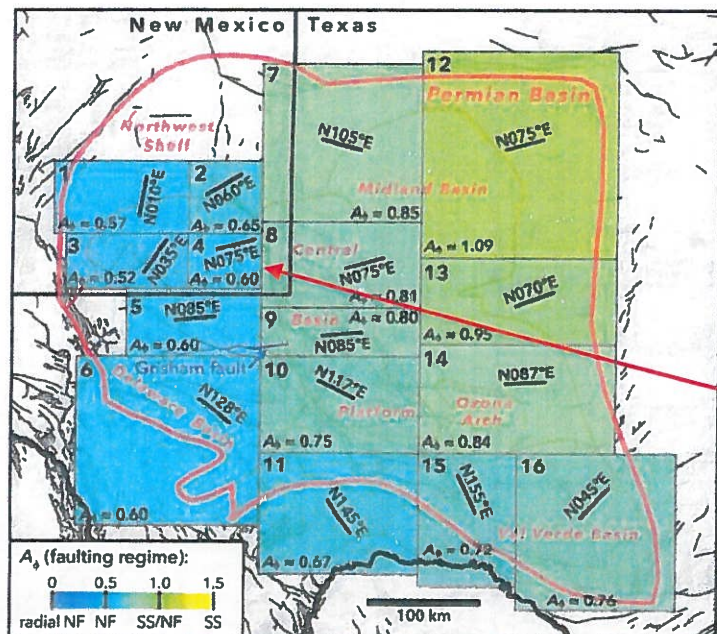 New Mexico Texas
7
12
Permian Basin
Northwest
Shelf
N105°E
N075°E
Midland Basin
Aϕ ≈ 0.85
Aϕ ≈ 1.09
1
N010°E
Aϕ ≈ 0.57
2
N060°E
Aϕ ≈ 0.65
3
N035°E
Aϕ ≈ 0.52
4
N075°E
Aϕ ≈ 0.60
8
Central
N075°E
Aϕ ≈ 0.81
13
N070°E
Aϕ ≈ 0.95
5
N085°E
Aϕ ≈ 0.60
9
Basin
Aϕ ≈ 0.80
N085°E
6
Grisham fault
Delaware Basin
N128°E
Aϕ ≈ 0.60
10
N117°E
Platform
Aϕ ≈ 0.75
14
N087°E
Ozona
Arch
Aϕ ≈ 0.84
11
N145°E
Aϕ ≈ 0.67
15
N155°E
Aϕ ≈ 0.72
16
N045°E
Val Verde Basin
Aϕ ≈ 0.76
Aϕ (faulting regime):
0 0.5 1.0 1.5
radial NF NF SS/NF SS
100 km